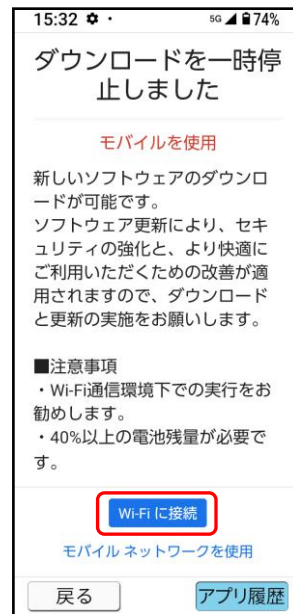 15:32 5G 74%
ダウンロードを一時停
止しました
モバイルを使用
新しいソフトウェアのダウンロ
ードが可能です。
ソフトウェア更新により、セキ
ュリティの強化と、より快適に
ご利用いただくための改善が適
用されますので、ダウンロード
と更新の実施をお願いします。
■注意事項
・Wi-Fi通信環境下での実行をお
勧めします。
・40%以上の電池残量が必要で
す。
Wi-Fi に接続
モバイル ネットワークを使用
戻る アプリ履歴